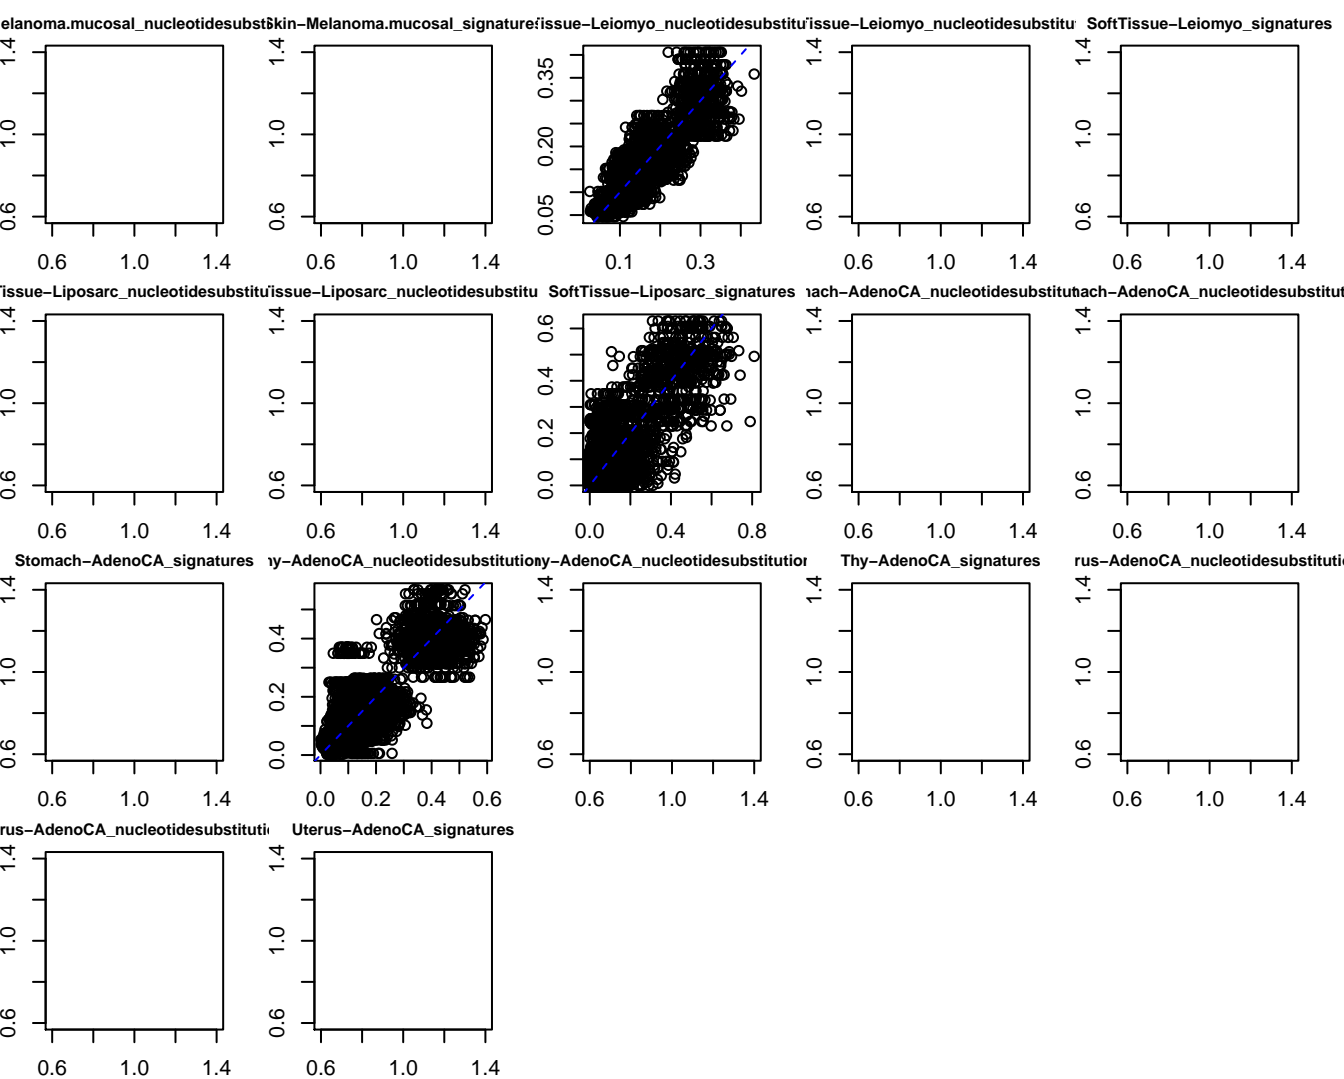 elanoma.mucosal_nucleotidesubsti Skin−Melanoma.mucosal_signatures Tissue−Leiomyo_nucleotidesubstitu Tissue−Leiomyo_nucleotidesubstitu SoftTissue−Leiomyo_signatures
1.4 1.4 0.35 1.4 1.4
1.0 1.0 0.20 1.0 1.0
0.6 0.6 0.05 0.6 0.6
0.6 1.0 1.4 0.6 1.0 1.4 0.1 0.3 0.6 1.0 1.4 0.6 1.0 1.4
Tissue−Liposarc_nucleotidesubstitu Tissue−Liposarc_nucleotidesubstitu SoftTissue−Liposarc_signatures nach−AdenoCA_nucleotidesubstitut nach−AdenoCA_nucleotidesubstitut
1.4 1.4 0.6 1.4 1.4
1.0 1.0 0.4 1.0 1.0
0.6 0.6 0.2 0.6 0.6
0.0
0.6 1.0 1.4 0.6 1.0 1.4 0.0 0.4 0.8 0.6 1.0 1.4 0.6 1.0 1.4
Stomach−AdenoCA_signatures hy−AdenoCA_nucleotidesubstitution hy−AdenoCA_nucleotidesubstitution Thy−AdenoCA_signatures rus−AdenoCA_nucleotidesubstitutio
1.4 0.4 1.4 1.4 1.4
1.0 0.2 1.0 1.0 1.0
0.6 0.0 0.6 0.6 0.6
0.6 1.0 1.4 0.0 0.2 0.4 0.6 0.6 1.0 1.4 0.6 1.0 1.4 0.6 1.0 1.4
rus−AdenoCA_nucleotidesubstitutio Uterus−AdenoCA_signatures
1.4 1.4
1.0 1.0
0.6 0.6
0.6 1.0 1.4 0.6 1.0 1.4